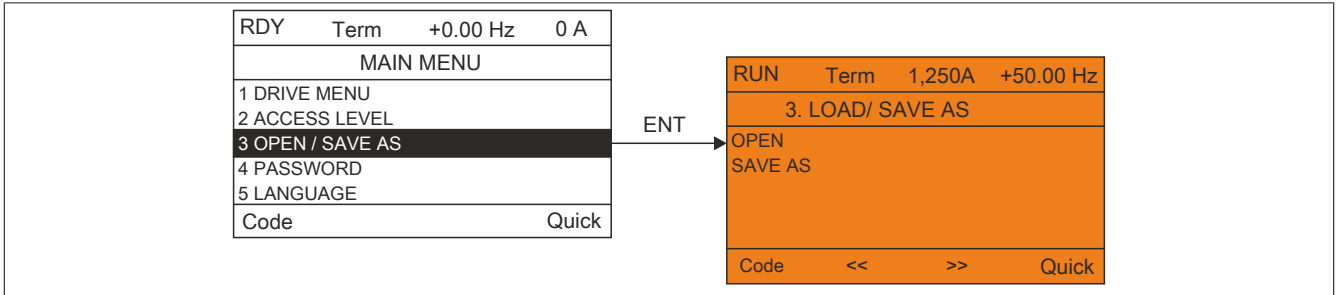 RDY Term +0.00 Hz 0 A
MAIN MENU
1 DRIVE MENU
2 ACCESS LEVEL
3 OPEN / SAVE AS
4 PASSWORD
5 LANGUAGE
Code Quick
ENT
RUN Term 1,250A +50.00 Hz
3. LOAD/ SAVE AS
OPEN
SAVE AS
Code << >> Quick